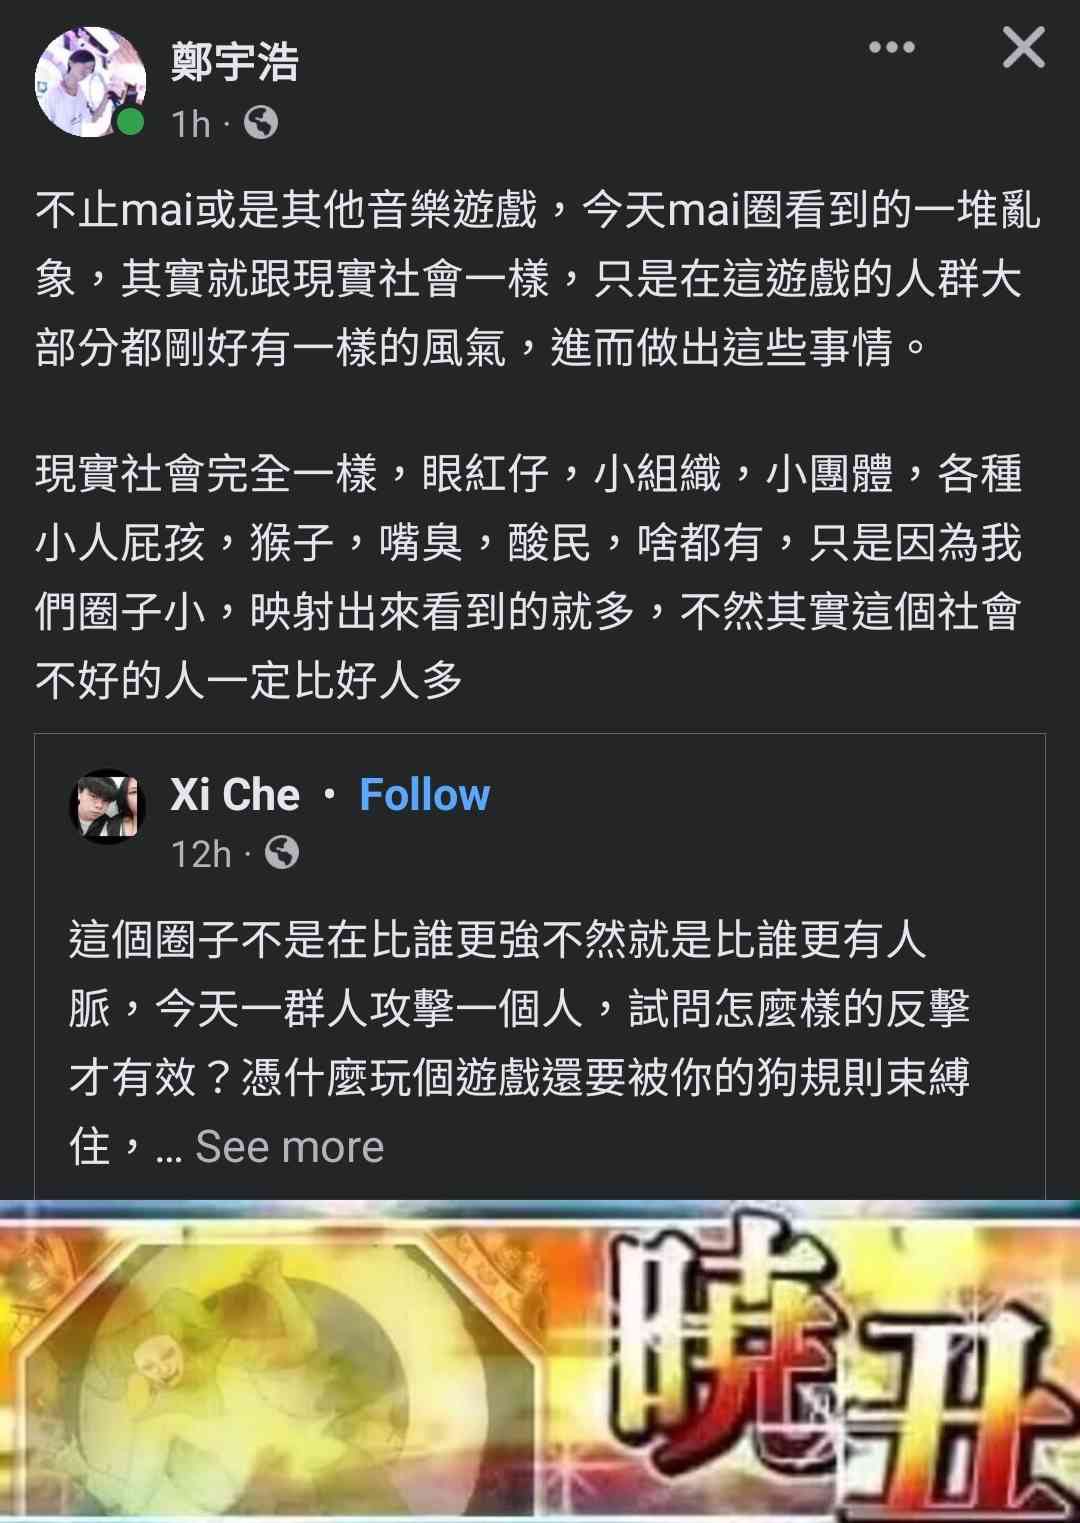 鄭宇浩
1h ·
不止mai或是其他音樂遊戲，今天mai圈看到的一堆亂
象，其實就跟現實社會一樣，只是在這遊戲的人群大
部分都剛好有一樣的風氣，進而做出這些事情。
現實社會完全一樣，眼紅仔，小組織，小團體，各種
小人屁孩，猴子，嘴臭，酸民，啥都有，只是因為我
們圈子小，映射出來看到的就多，不然其實這個社會
不好的人一定比好人多
Xi Che • Follow
12h ·
這個圈子不是在比誰更強不然就是比誰更有人
脈，今天一群人攻擊一個人，試問怎麼樣的反擊
才有效？憑什麼玩個遊戲還要被你的狗規則束縛
住，... See more
暁丑